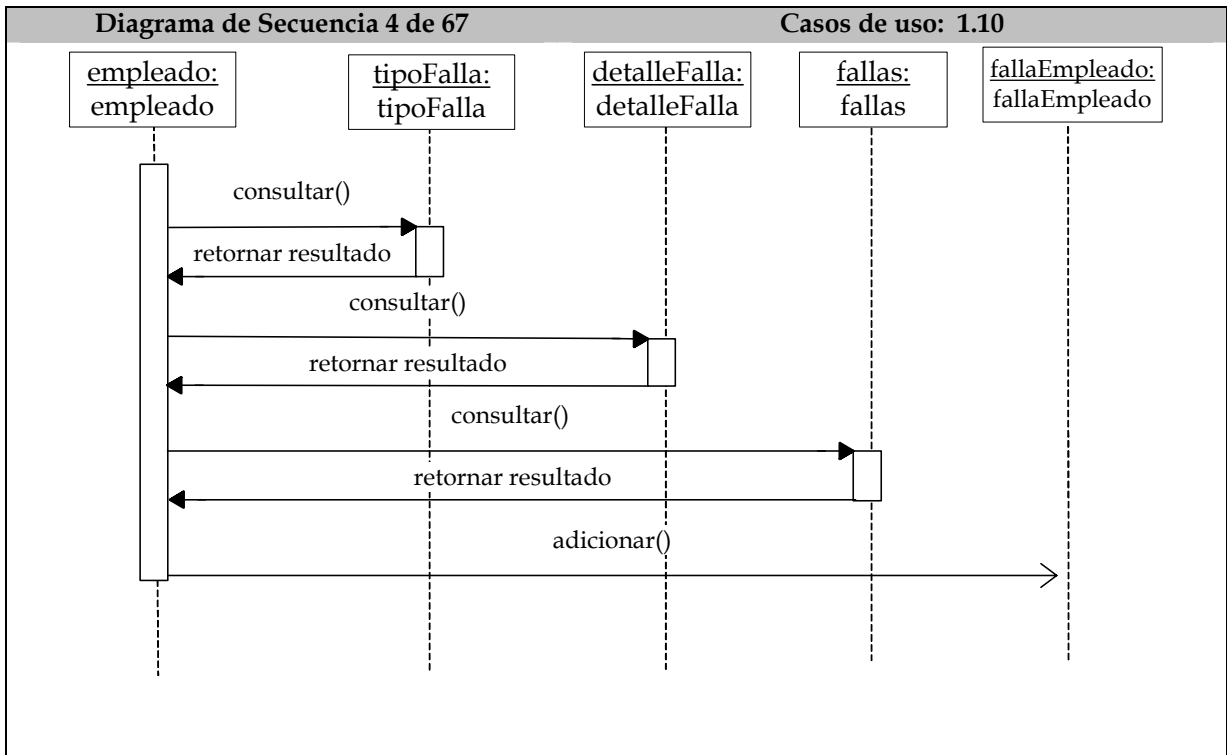 Diagrama de Secuencia 4 de 67
Casos de uso: 1.10
empleado:
empleado
tipoFalla:
tipoFalla
detalleFalla:
detalleFalla
fallas:
fallas
fallaEmpleado:
fallaEmpleado
consultar()
retornar resultado
consultar()
retornar resultado
consultar()
retornar resultado
adicionar()